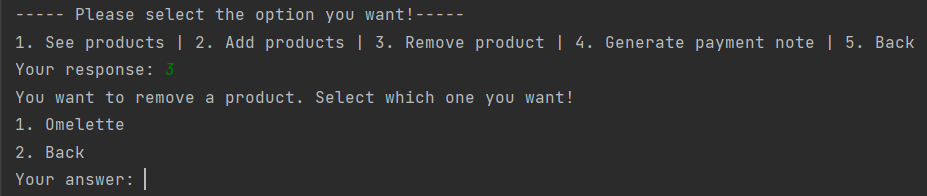 ----- Please select the option you want!-----
1. See products | 2. Add products | 3. Remove product | 4. Generate payment note | 5. Back
Your response: 3
You want to remove a product. Select which one you want!
1. Omelette
2. Back
Your answer: